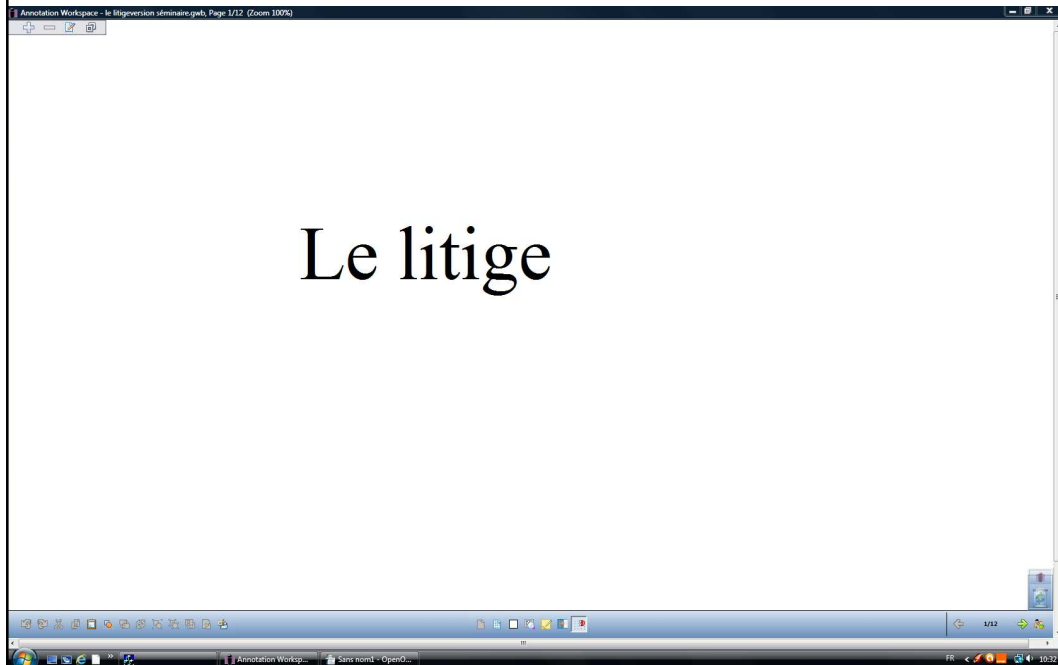 Annotation Workspace - le litigeversion séminaire.gwb, Page 1/12 (Zoom 100%)
Le litige
1/12
Annotation Worksp...
Sans nom1 - OpenO...
FR
10:32